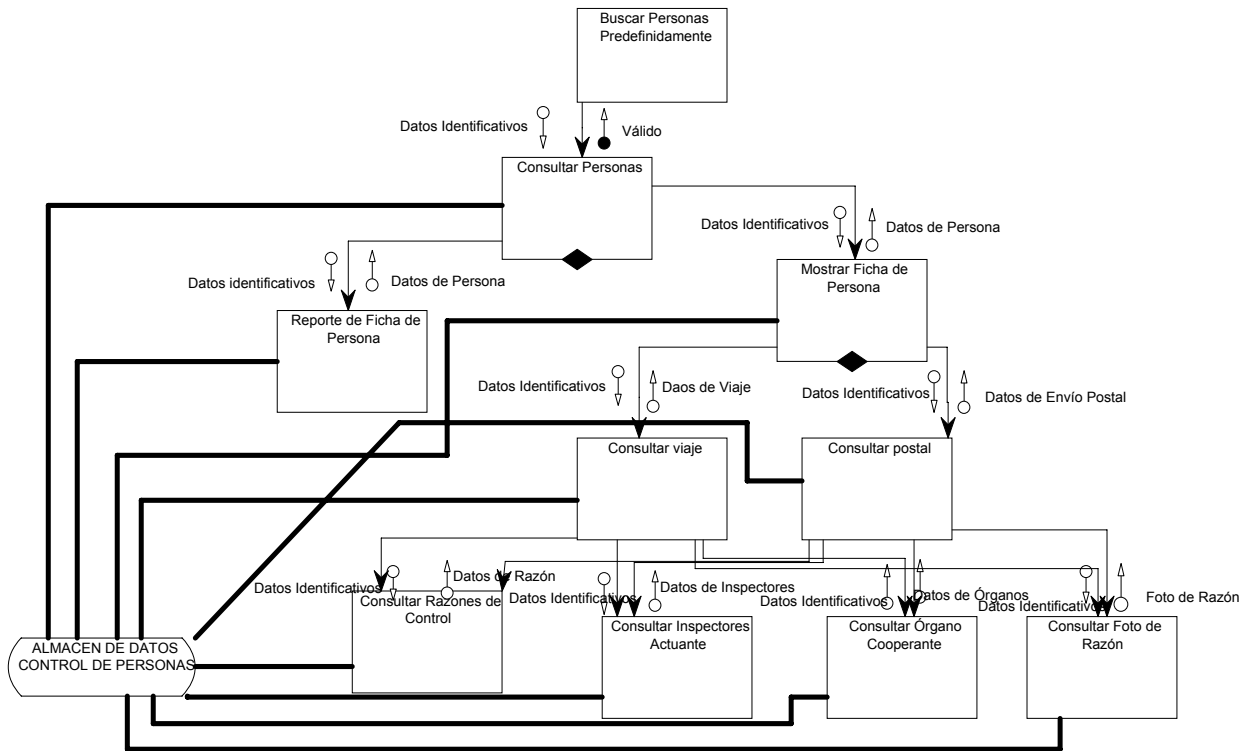 Buscar Personas
Predefinidamente
Datos Identificativos
Válido
Consultar Personas
Datos Identificativos
Datos de Persona
Datos identificativos
Datos de Persona
Mostrar Ficha de
Persona
Reporte de Ficha de
Persona
Datos Identificativos
Daos de Viaje
Datos Identificativos
Datos de Envío Postal
Consultar viaje
Consultar postal
Datos Identificativos
Datos de Razón
Datos Identificativos
Datos de Inspectores
Datos Identificativos
Datos de Órganos
Datos Identificativos
Foto de Razón
Consultar Razones de
Control
Consultar Inspectores
Actuante
Consultar Órgano
Cooperante
Consultar Foto de
Razón
ALMACEN DE DATOS
CONTROL DE PERSONAS